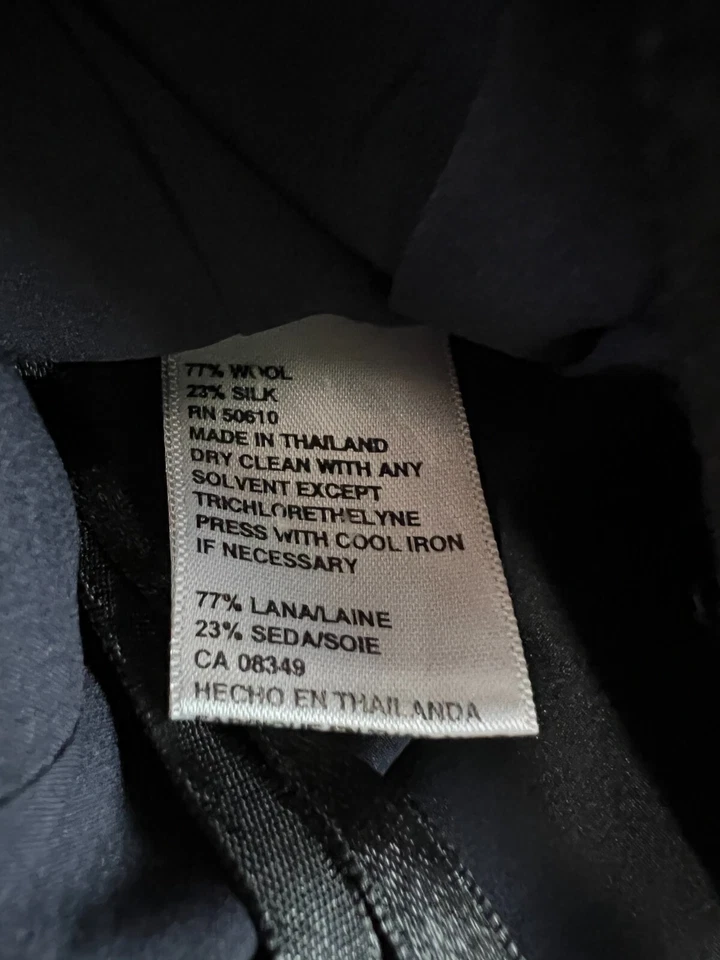 77% WOOL
23% SILK
RN 50610
MADE IN THAILAND
DRY CLEAN WITH ANY
SOLVENT EXCEPT
TRICHLORETHELYNE
PRESS WITH COOL IRON
IF NECESSARY
77% LANA/LAINE
23% SEDA/SOIE
CA 08349
HECHO EN THAILANDA